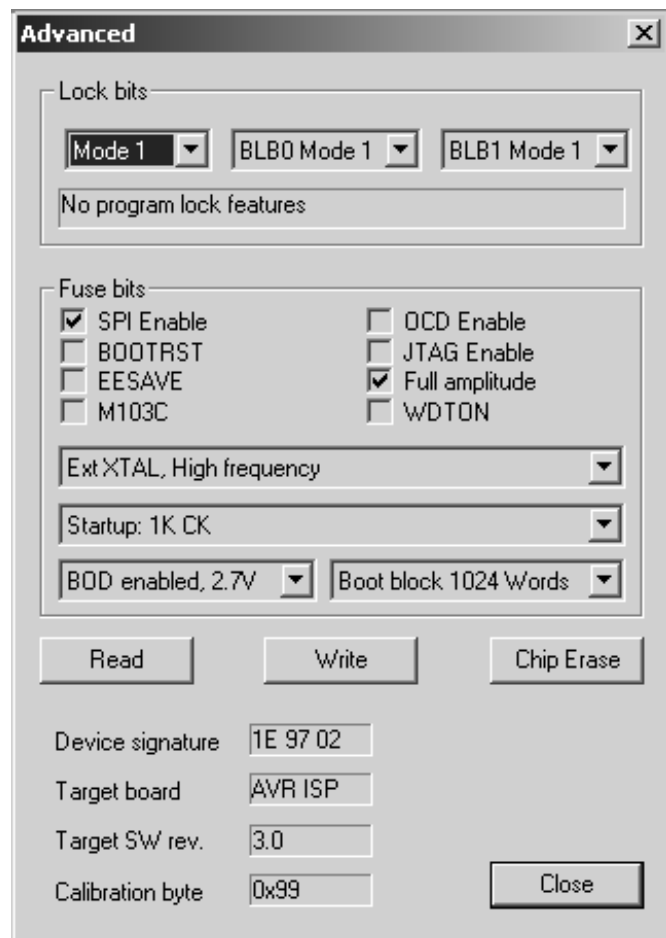 Advanced
Lock bits
Mode 1 BLB0 Mode 1 BLB1 Mode 1
No program lock features
Fuse bits
SPI Enable OCD Enable
BOOTRST JTAG Enable
EESAVE Full amplitude
M103C WDTON
Ext XTAL, High frequency
Startup: 1K CK
BOD enabled, 2.7V Boot block 1024 Words
Read Write Chip Erase
Device signature 1E 97 02
Target board AVR ISP
Target SW rev. 3.0
Calibration byte 0x99 Close